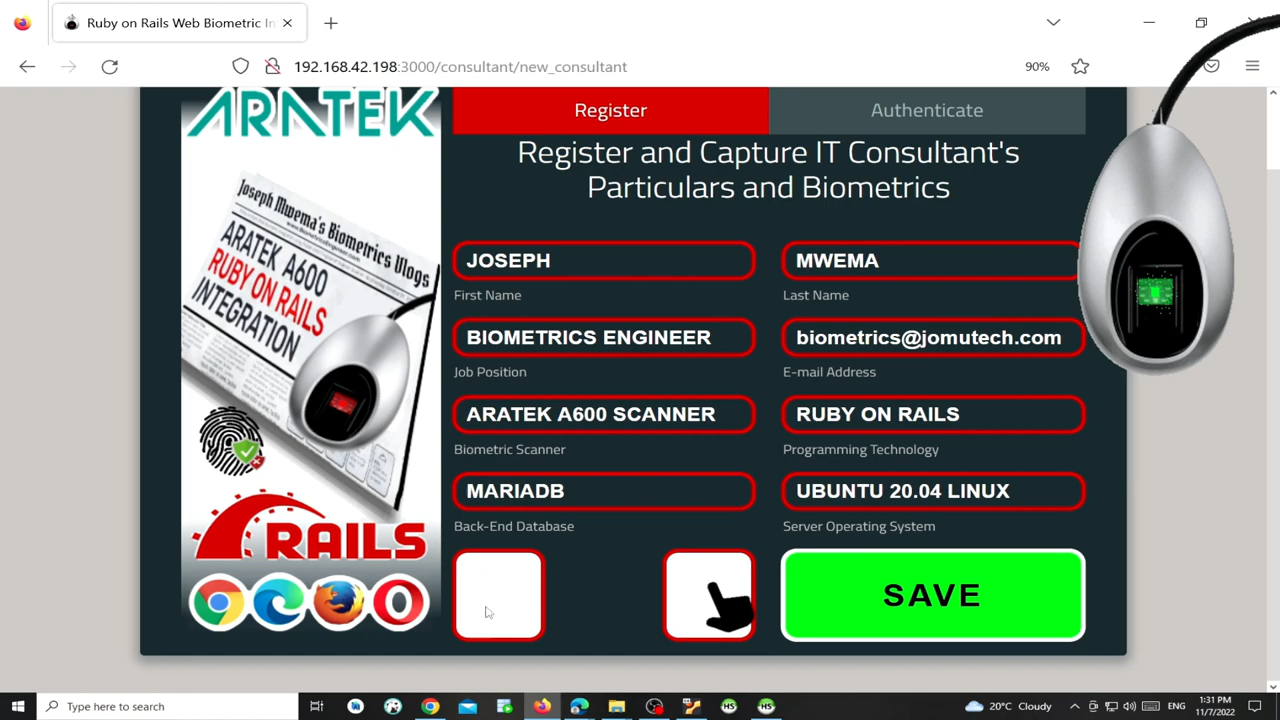 Ruby on Rails Web Biometric In
192.168.42.198:3000/consultant/new_consultant
90%
ARATEK
Joseph Mwema's Biometrics Blogs
ARATEK A600
RUBY ON RAILS
INTEGRATION
RAILS
Register
Authenticate
Register and Capture IT Consultant's
Particulars and Biometrics
JOSEPH
MWEMA
First Name
Last Name
BIOMETRICS ENGINEER
biometrics@jomutech.com
Job Position
E-mail Address
ARATEK A600 SCANNER
RUBY ON RAILS
Biometric Scanner
Programming Technology
MARIADB
UBUNTU 20.04 LINUX
Back-End Database
Server Operating System
SAVE
Type here to search
HS
HS
20°C Cloudy
ENG
1:31 PM
11/7/2022